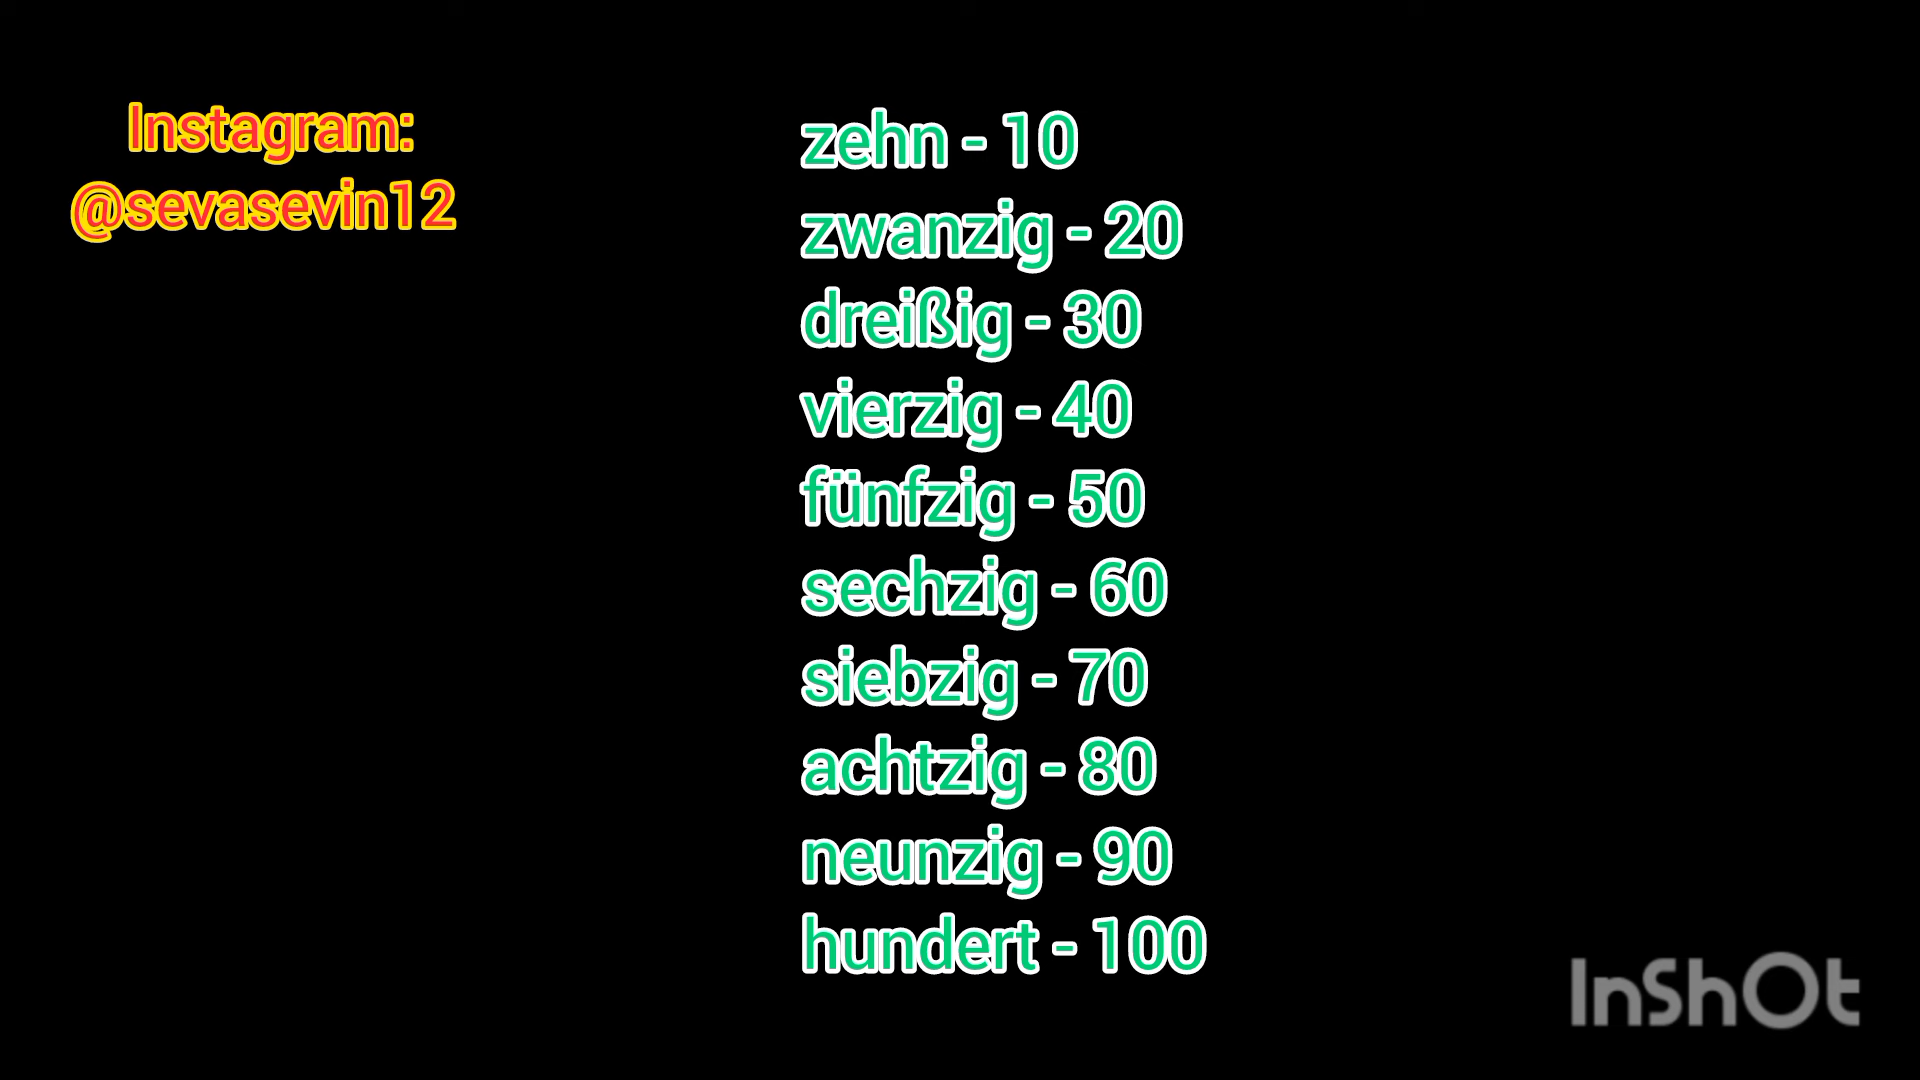 Instagram:
@sevasevin12
zehn - 10
zwanzig - 20
dreißig - 30
vierzig - 40
fünfzig - 50
sechzig - 60
siebzig - 70
achtzig - 80
neunzig - 90
hundert - 100
InShOt